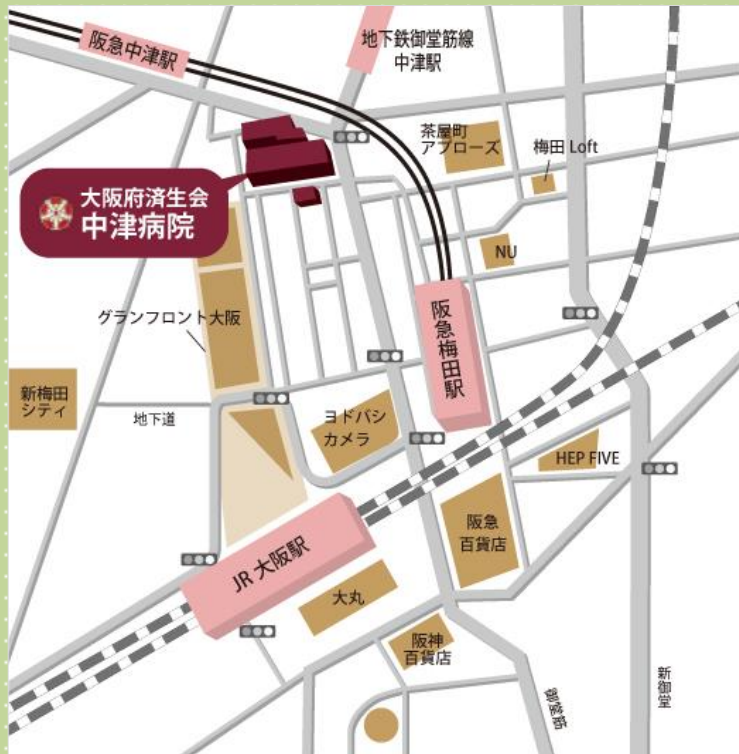 阪急中津駅
地下鉄御堂筋線
中津駅
茶屋町
アプローズ
梅田 Loft
大阪府済生会
中津病院
NU
グランフロント大阪
阪急梅田駅
新梅田
シティ
地下道
ヨドバシ
カメラ
HEP FIVE
阪急
百貨店
JR 大阪駅
大丸
阪神
百貨店
御堂筋
新御堂